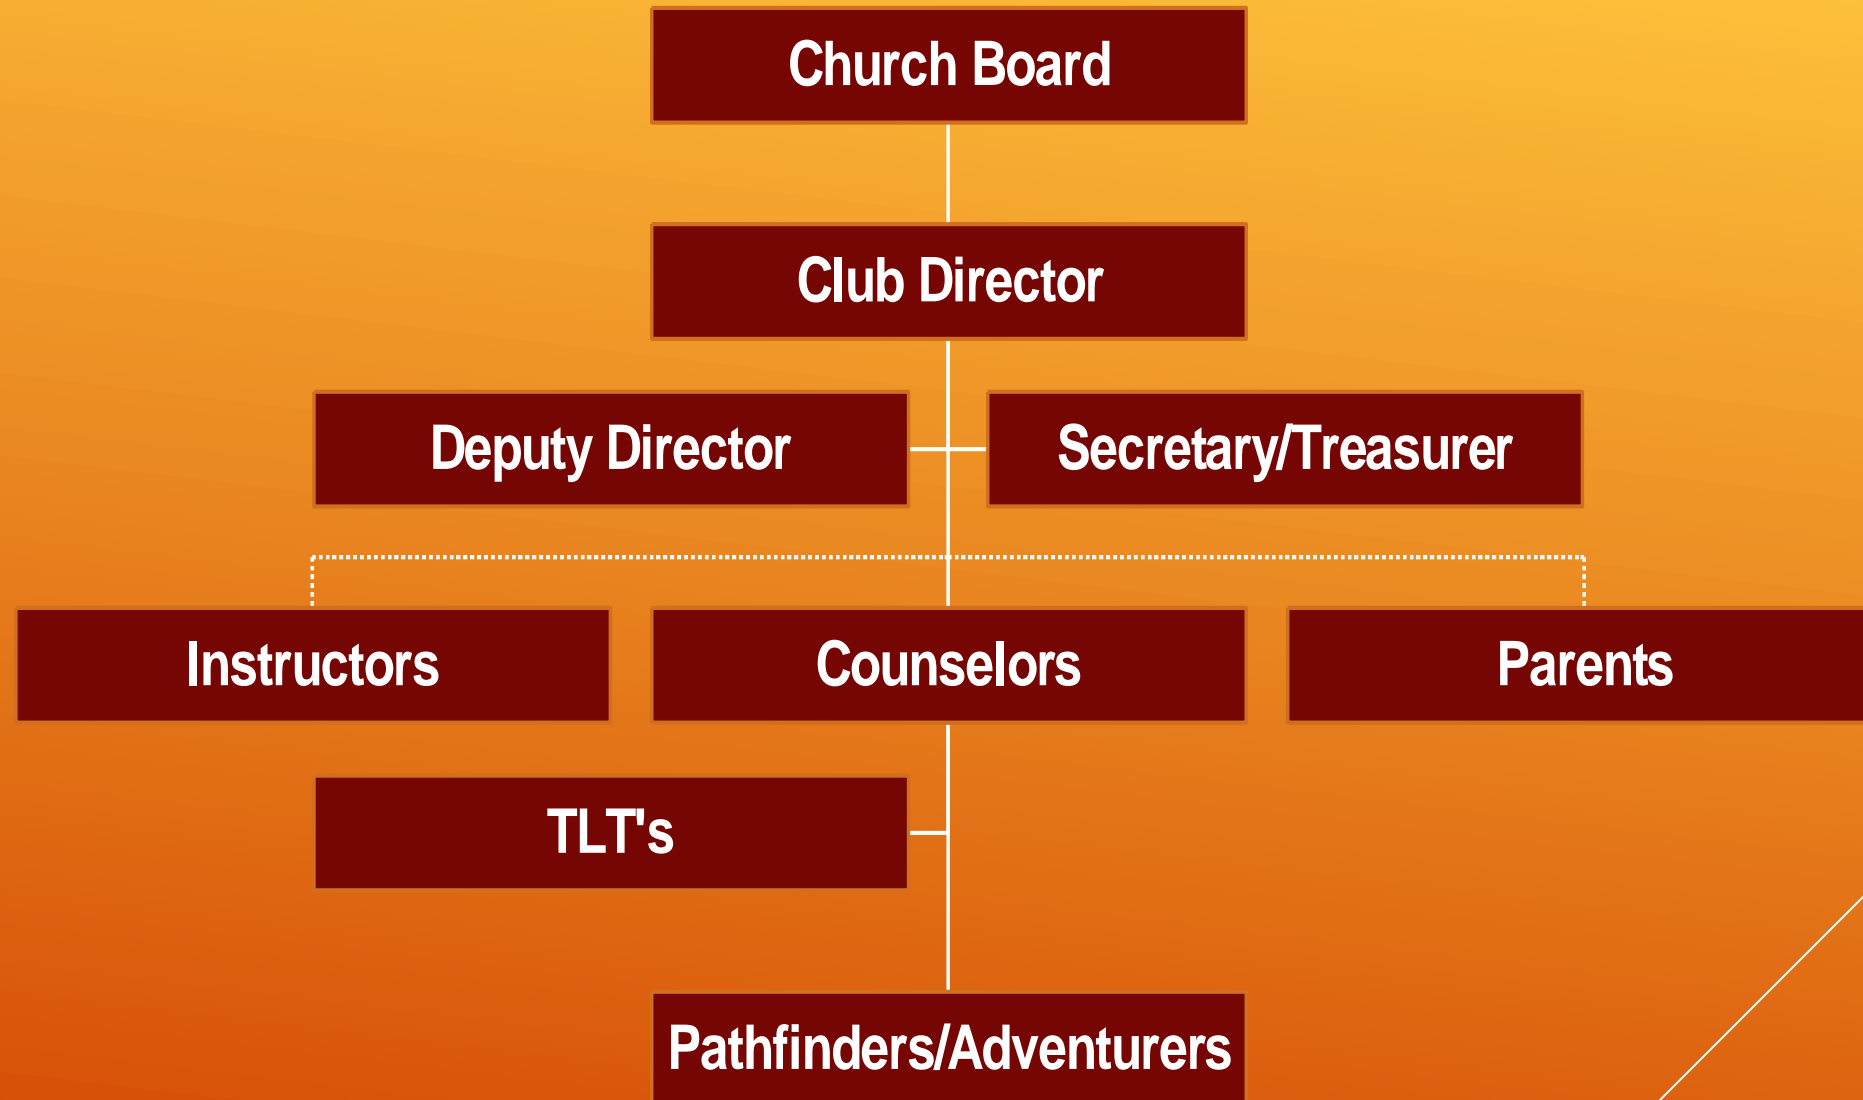 Church Board
Club Director
Deputy Director
Secretary/Treasurer
Instructors
Counselors
Parents
TLT's
Pathfinders/Adventurers